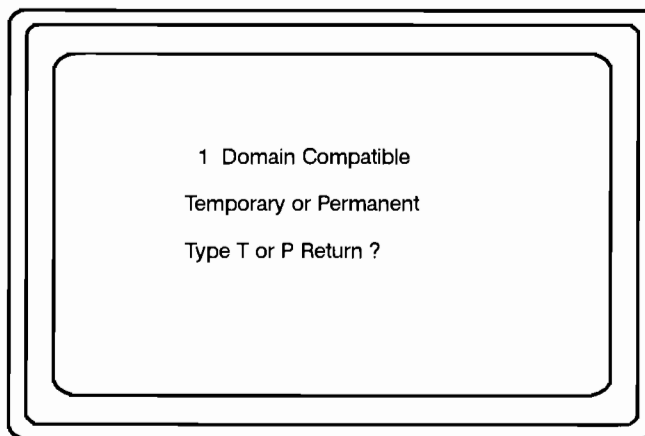 1 Domain Compatible
Temporary or Permanent
Type T or P Return ?